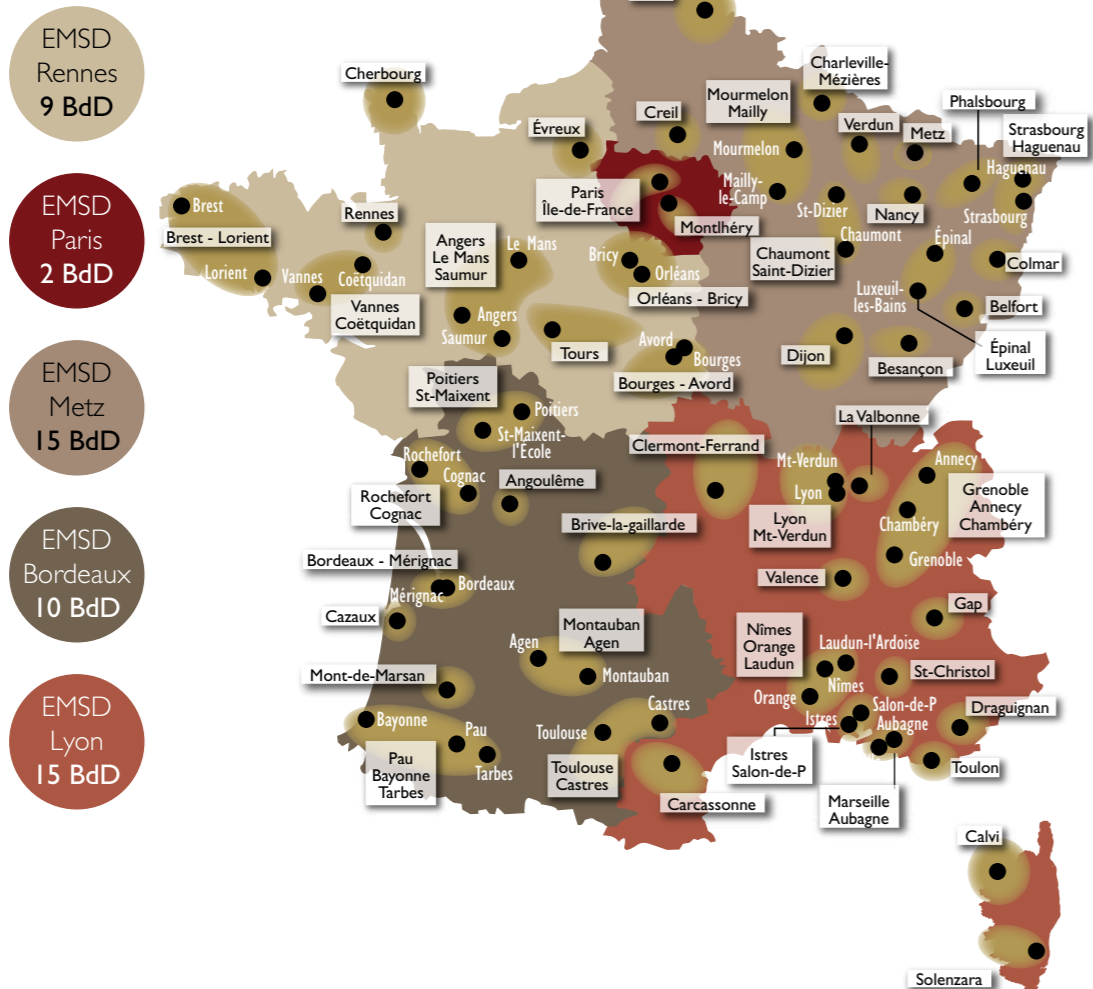 EMSD
Rennes
9 BdD
EMSD
Paris
2 BdD
EMSD
Metz
15 BdD
EMSD
Bordeaux
10 BdD
EMSD
Lyon
15 BdD
Cherbourg
Évreux
Creil
Mourmelon
Mailly
Charleville-
Mézières
Verdun
Metz
Phalsbourg
Strasbourg
Haguenau
Mourmelon
Mailly-
le-Camp
St-Dizier
Nancy
Haguenau
Strasbourg
Paris
Île-de-France
Montlhéry
Brest
Brest - Lorient
Lorient
Rennes
Vannes
Coëtquidan
Vannes
Coëtquidan
Angers
Le Mans
Saumur
Le Mans
Angers
Saumur
Bricy
Orléans
Orléans - Bricy
Chaumont
Chaumont
Saint-Dizier
Épinal
Colmar
Luxeuil-
les-Bains
Belfort
Épinal
Luxeuil
Tours
Avord
Bourges
Bourges - Avord
Dijon
Besançon
Poitiers
St-Maixent
Poitiers
St-Maixent-
l'École
Rochefort
Cognac
Rochefort
Cognac
Angoulême
Clermont-Ferrand
La Valbonne
Mt-Verdun
Lyon
Lyon
Mt-Verdun
Annecy
Chambéry
Grenoble
Grenoble
Annecy
Chambéry
Brive-la-gaillarde
Bordeaux - Mérignac
Mérignac
Bordeaux
Cazaux
Valence
Gap
Montauban
Agen
Agen
Montauban
Mont-de-Marsan
Nîmes
Orange
Laudun
Laudun-l'Ardoise
Nîmes
Orange
St-Christol
Bayonne
Pau
Tarbes
Pau
Bayonne
Tarbes
Castres
Toulouse
Toulouse
Castres
Carcassonne
Istres
Salon-de-P
Aubagne
Draguignan
Istres
Salon-de-P
Toulon
Marseille
Aubagne
Calvi
Solenzara